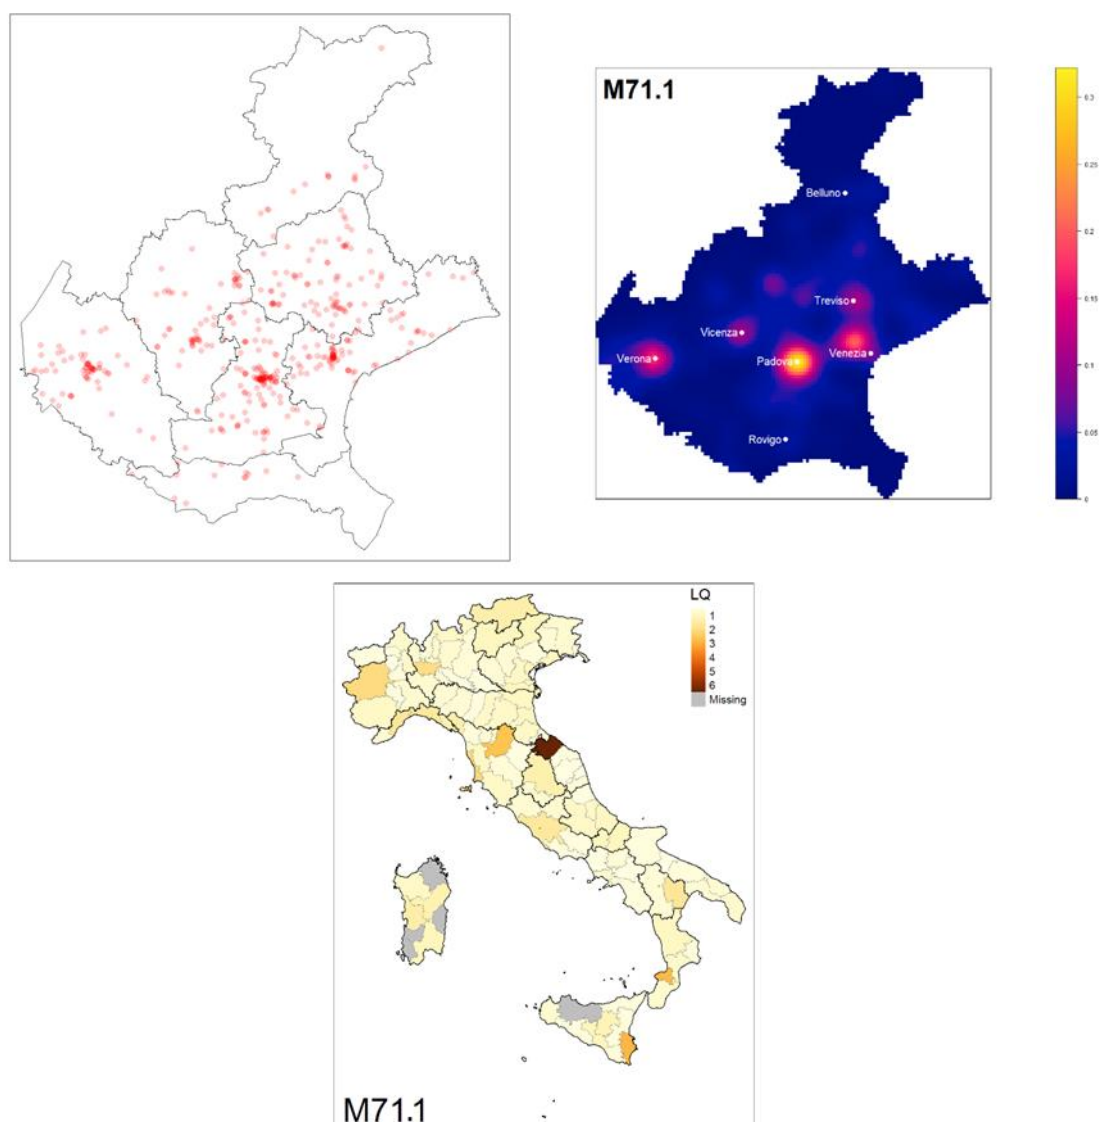 M71.1
0.3
0.25
0.2
0.15
0.1
0.05
0
Belluno
Treviso
Vicenza
Verona
Padova
Venezia
Rovigo
LQ
1
2
3
4
5
6
Missing
M71.1